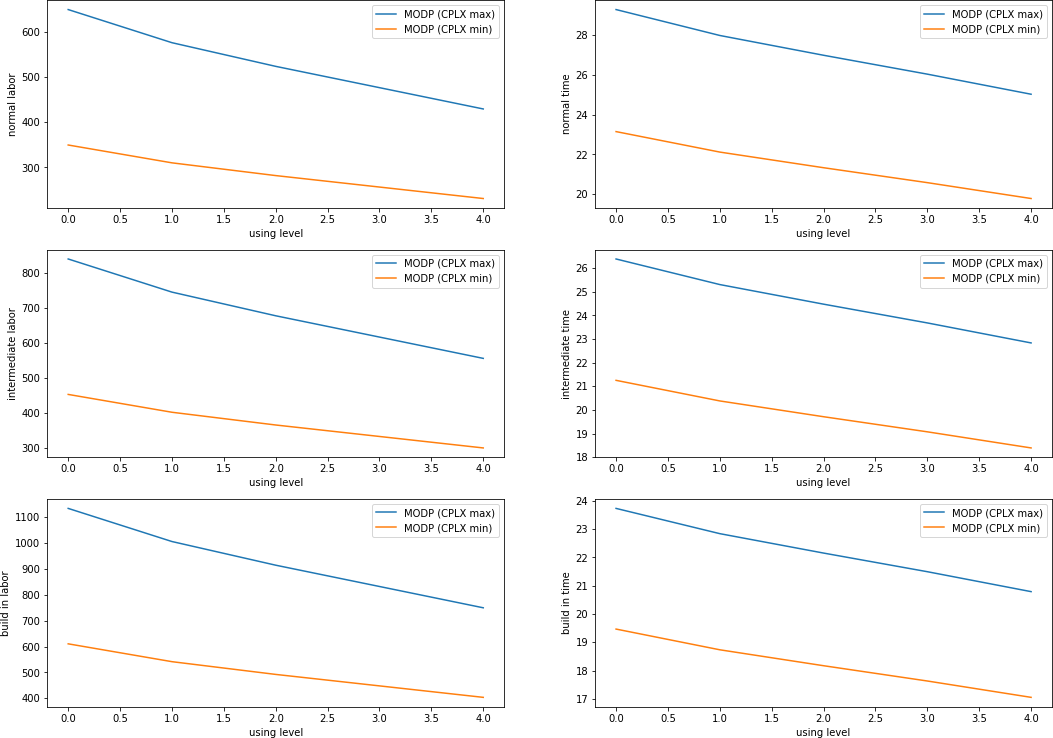 MODP (CPLX max)
MODP (CPLX min)
600
500
400
300
normal labor
0.0 0.5 1.0 1.5 2.0 2.5 3.0 3.5 4.0
using level
MODP (CPLX max)
MODP (CPLX min)
28
26
24
22
20
normal time
0.0 0.5 1.0 1.5 2.0 2.5 3.0 3.5 4.0
using level
MODP (CPLX max)
MODP (CPLX min)
800
700
600
500
400
300
intermediate labor
0.0 0.5 1.0 1.5 2.0 2.5 3.0 3.5 4.0
using level
MODP (CPLX max)
MODP (CPLX min)
26
25
24
23
22
21
20
19
18
intermediate time
0.0 0.5 1.0 1.5 2.0 2.5 3.0 3.5 4.0
using level
MODP (CPLX max)
MODP (CPLX min)
1100
1000
900
800
700
600
500
400
build in labor
0.0 0.5 1.0 1.5 2.0 2.5 3.0 3.5 4.0
using level
MODP (CPLX max)
MODP (CPLX min)
24
23
22
21
20
19
18
17
build in time
0.0 0.5 1.0 1.5 2.0 2.5 3.0 3.5 4.0
using level